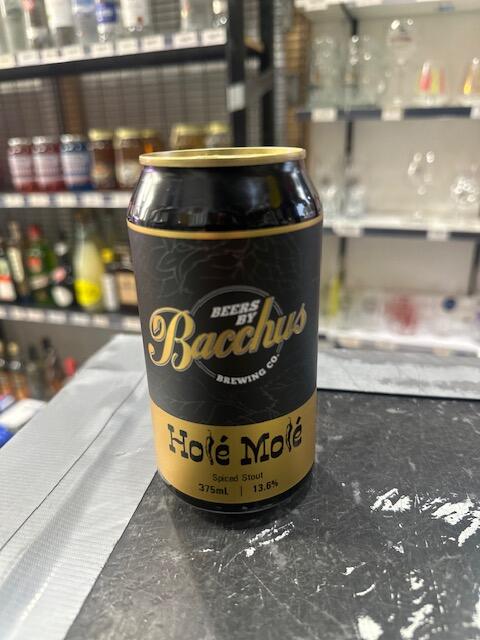 BEERS
BY
Bacchus
BREWING CO.
Holé Molé
Spiced Stout
375mL | 13.6%